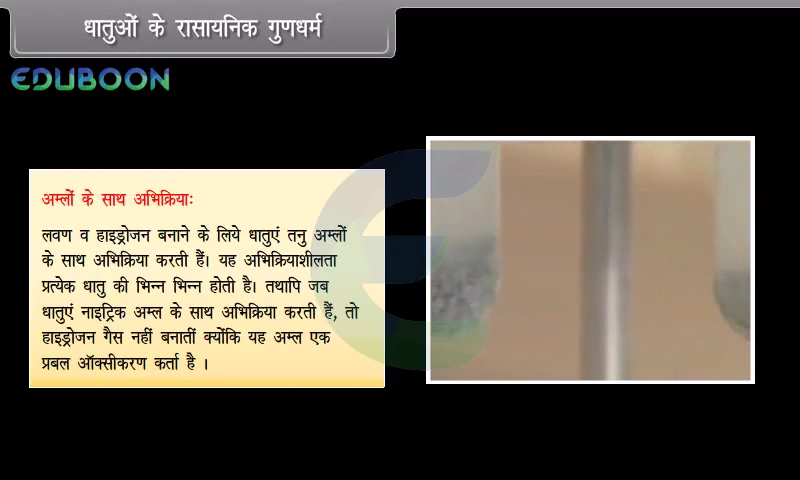 धातुओं के रासायनिक गुणधर्म
EDUBOON
अम्लों के साथ अभिक्रियाः
लवण व हाइड्रोजन बनाने के लिये धातुएं तनु अम्लों
के साथ अभिक्रिया करती हैं। यह अभिक्रियाशीलता
प्रत्येक धातु की भिन्न भिन्न होती है। तथापि जब
धातुएं नाइट्रिक अम्ल के साथ अभिक्रिया करती हैं, तो
हाइड्रोजन गैस नहीं बनातीं क्योंकि यह अम्ल एक
प्रबल ऑक्सीकरण कर्ता है ।